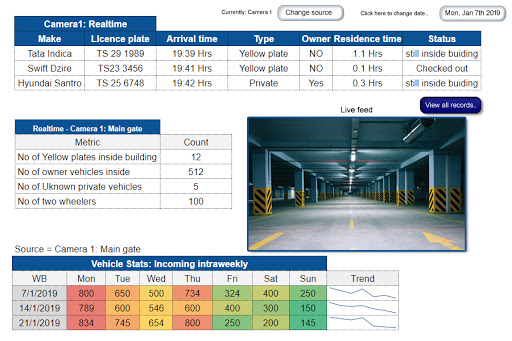 Currently: Camera 1 Change source Click here to change date.. Mon, Jan 7th 2019
Camera1: Realtime
Make Licence plate Arrival time Type Owner Residence time Status
Tata Indica TS 29 1989 19:39 Hrs Yellow plate NO 1.1 Hrs still inside buiding
Swift Dzire TS23 3456 19:41 Hrs Yellow plate NO 0.1 Hrs Checked out
Hyundai Santro TS 25 6748 19:42 Hrs Private Yes 0.3 Hrs still inside buiding
View all records..
Live feed
Realtime - Camera 1: Main gate
Metric Count
No of Yellow plates inside building 12
No of owner vehicles inside 512
No of Uknown private vehicles 5
No of two wheelers 100
Source = Camera 1: Main gate
Vehicle Stats: Incoming intraweekly
WB Mon Tue Wed Thu Fri Sat Sun Trend
7/1/2019 800 650 500 734 324 400 250
14/1/2019 789 600 546 600 400 300 150
21/1/2019 834 745 654 800 250 200 145